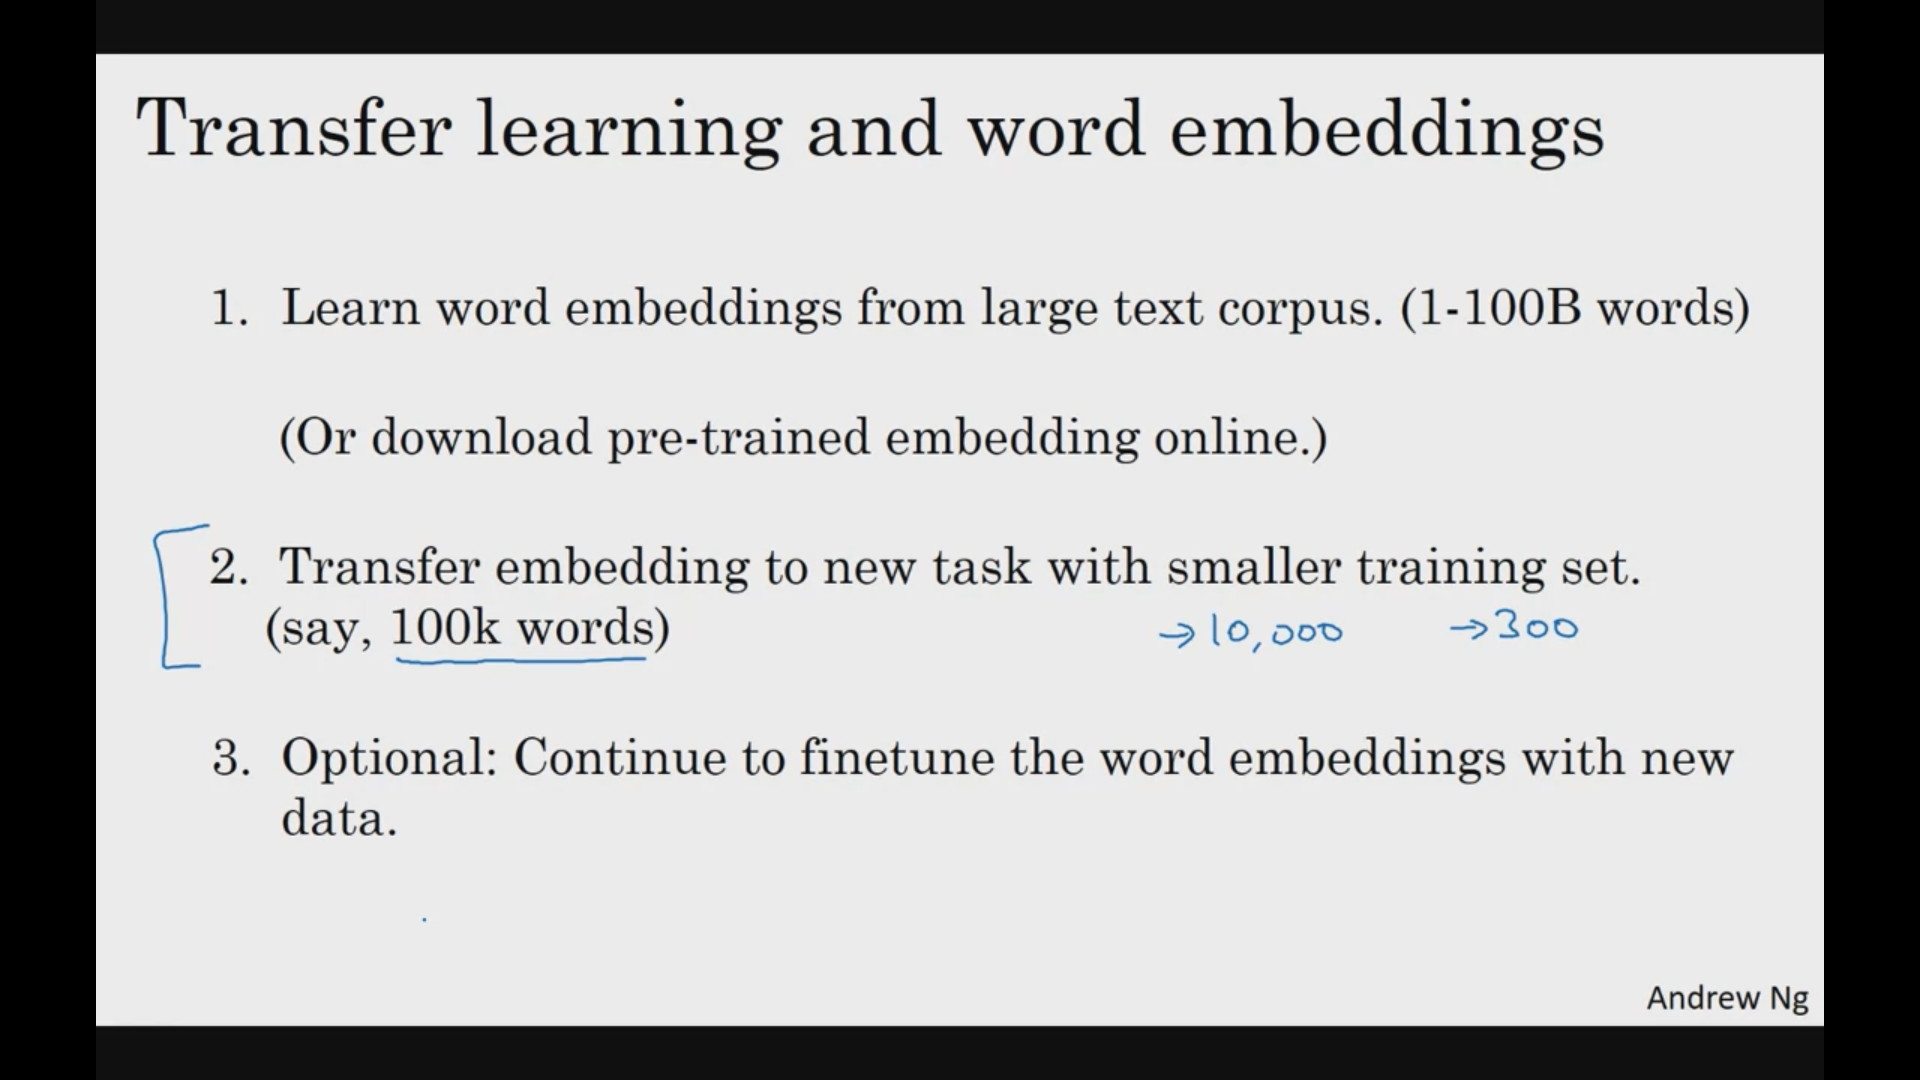 Transfer learning and word embeddings
1. Learn word embeddings from large text corpus. (1-100B words)
(Or download pre-trained embedding online.)
2. Transfer embedding to new task with smaller training set.
(say, 100k words)
→ 10,000 → 300
3. Optional: Continue to finetune the word embeddings with new
data.
Andrew Ng